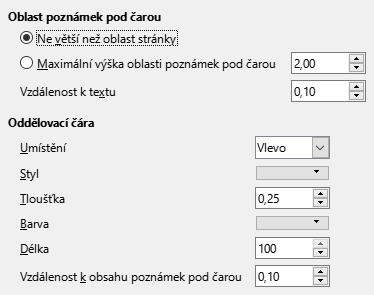 Oblast poznámek pod čarou
Ne větší než oblast stránky
Maximální výška oblasti poznámek pod čarou 2,00
Vzdálenost k textu 0,10
Oddělovací čára
Umístění Vlevo
Styl
Tloušťka 0,25
Barva
Délka 100
Vzdálenost k obsahu poznámek pod čarou 0,10